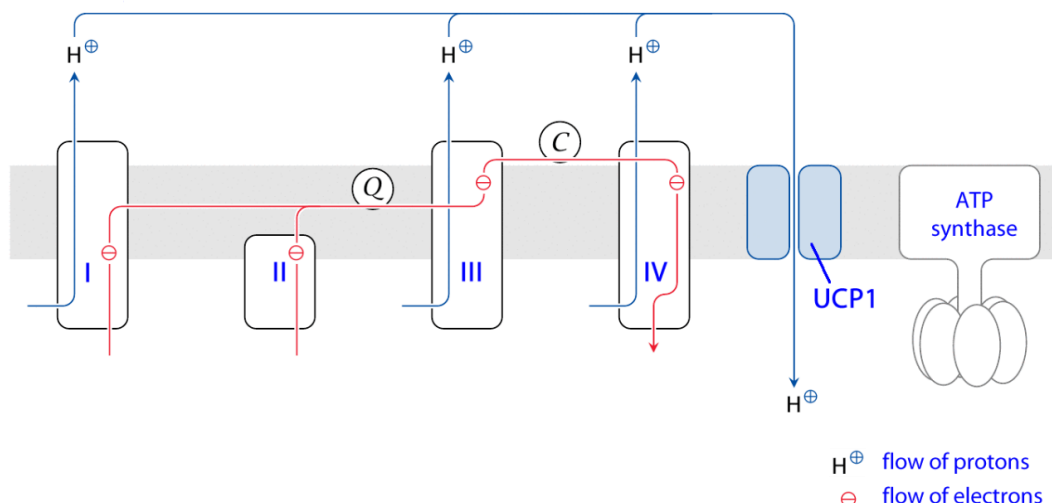 H⊕ H⊕ H⊕
C
Q
ATP
synthase
I II III IV
UCP1
H⊕
H⊕ flow of protons
⊖ flow of electrons